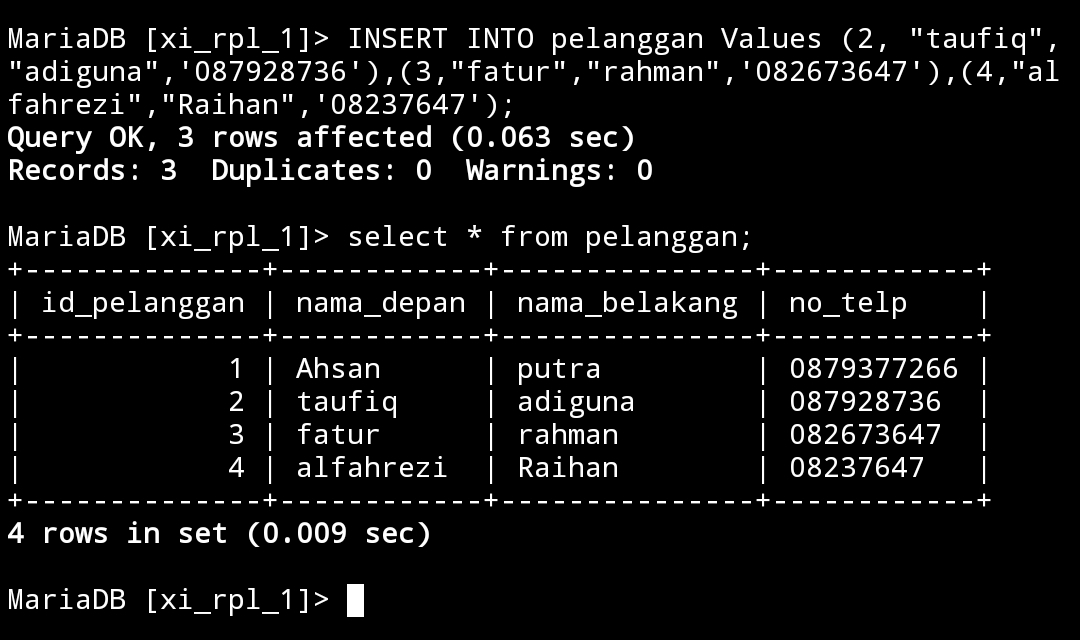 MariaDB [xi_rpl_1]> INSERT INTO pelanggan Values (2, "taufiq",
"adiguna",'087928736'),(3,"fatur","rahman",'082673647'),(4,"al
fahrezi","Raihan",'08237647');
Query OK, 3 rows affected (0.063 sec)
Records: 3  Duplicates: 0  Warnings: 0

MariaDB [xi_rpl_1]> select * from pelanggan;
+--------------+------------+---------------+------------+
| id_pelanggan | nama_depan | nama_belakang | no_telp    |
+--------------+------------+---------------+------------+
|            1 | Ahsan      | putra         | 0879377266 |
|            2 | taufiq     | adiguna       | 087928736  |
|            3 | fatur      | rahman        | 082673647  |
|            4 | alfahrezi  | Raihan        | 08237647   |
+--------------+------------+---------------+------------+
4 rows in set (0.009 sec)

MariaDB [xi_rpl_1]>